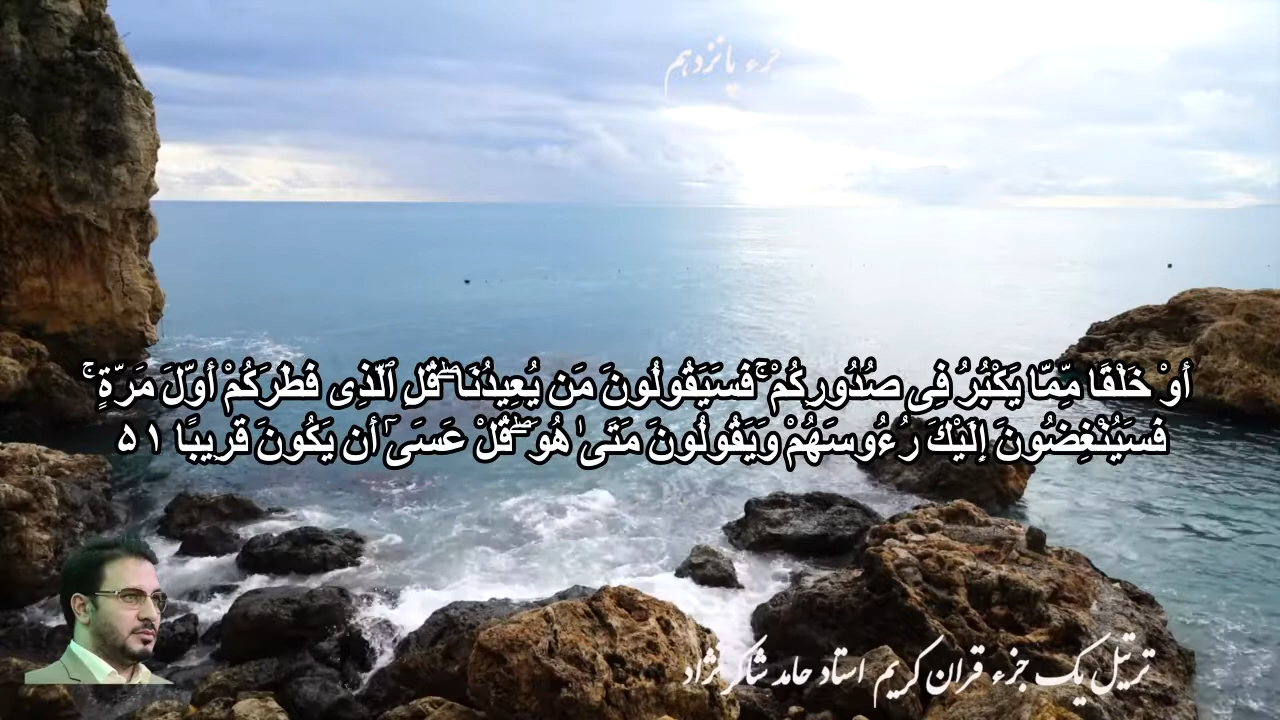 جزء پانزدهم
أَوْ خَلْقًا مِّمَّا يَكْبُرُ فِى صُدُورِكُمْ ۚ فَسَيَقُولُونَ مَن يُعِيدُنَا ۖ قُلِ ٱلَّذِى فَطَرَكُمْ أَوَّلَ مَرَّةٍ ۚ
فَسَيُنْغِضُونَ إِلَيْكَ رُءُوسَهُمْ وَيَقُولُونَ مَتَىٰ هُوَ ۖ قُلْ عَسَىٰٓ أَن يَكُونَ قَرِيبًا ۵۱
ترتیل یک جزء قران کریم استاد حامد شاکرنژاد